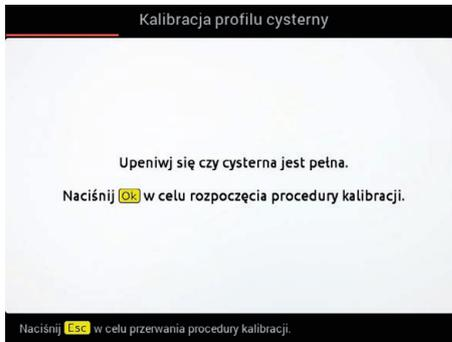 Kalibracja profilu cysterny
Upeniwj się czy cysterna jest pełna.
Naciśnij Ok w celu rozpoczęcia procedury kalibracji.
Naciśnij Esc w celu przerwania procedury kalibracji.